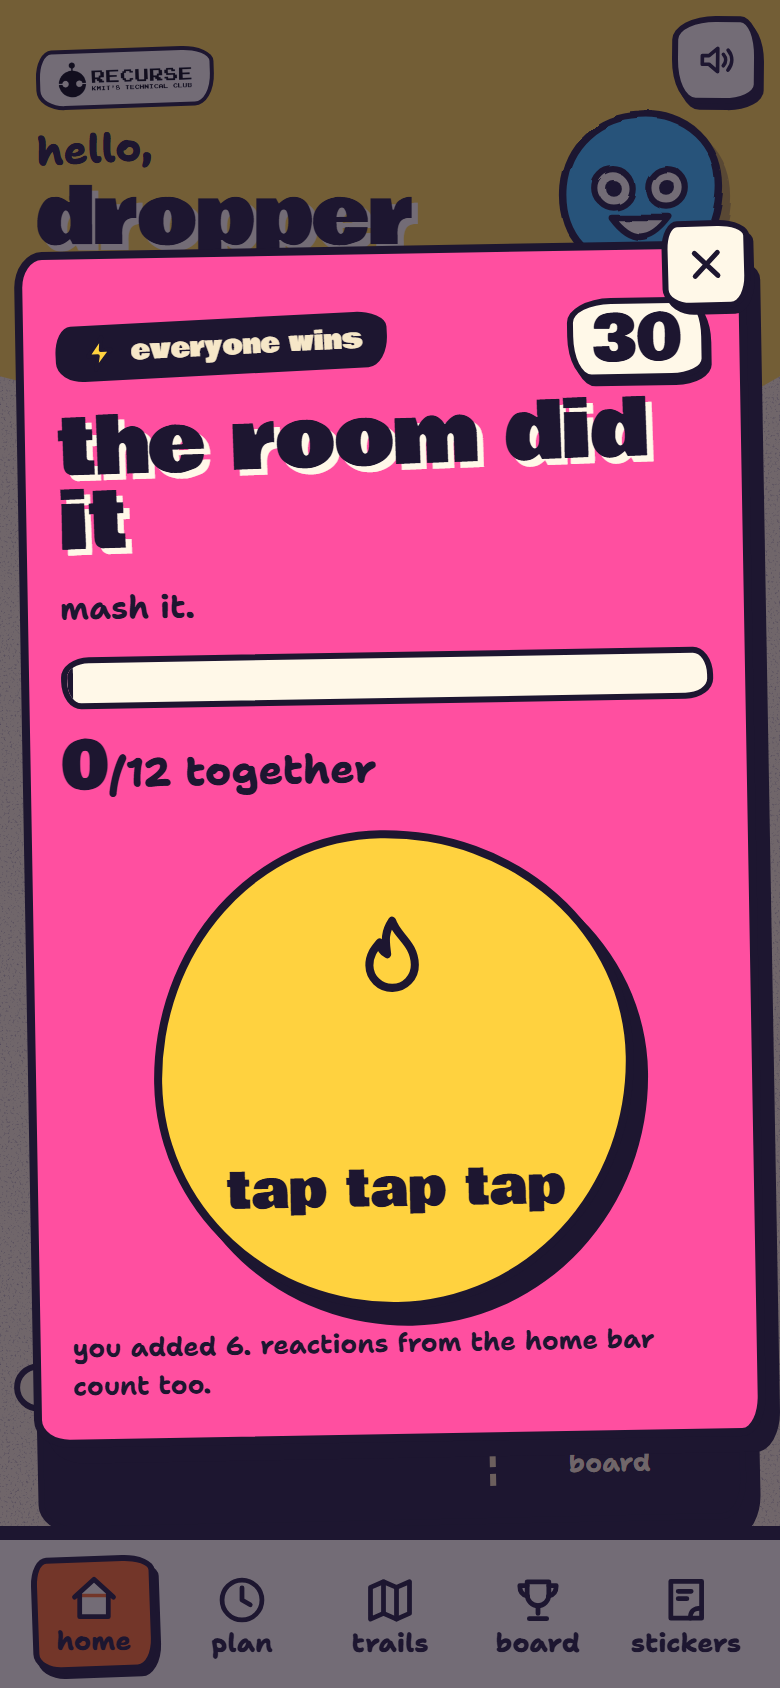 RECURSE
KMIT'S TECHNICAL CLUB
hello,
dropper
everyone wins
30
the room did
it
mash it.
0/12 together
tap tap tap
you added 6. reactions from the home bar
count too.
board
home
plan
trails
board
stickers